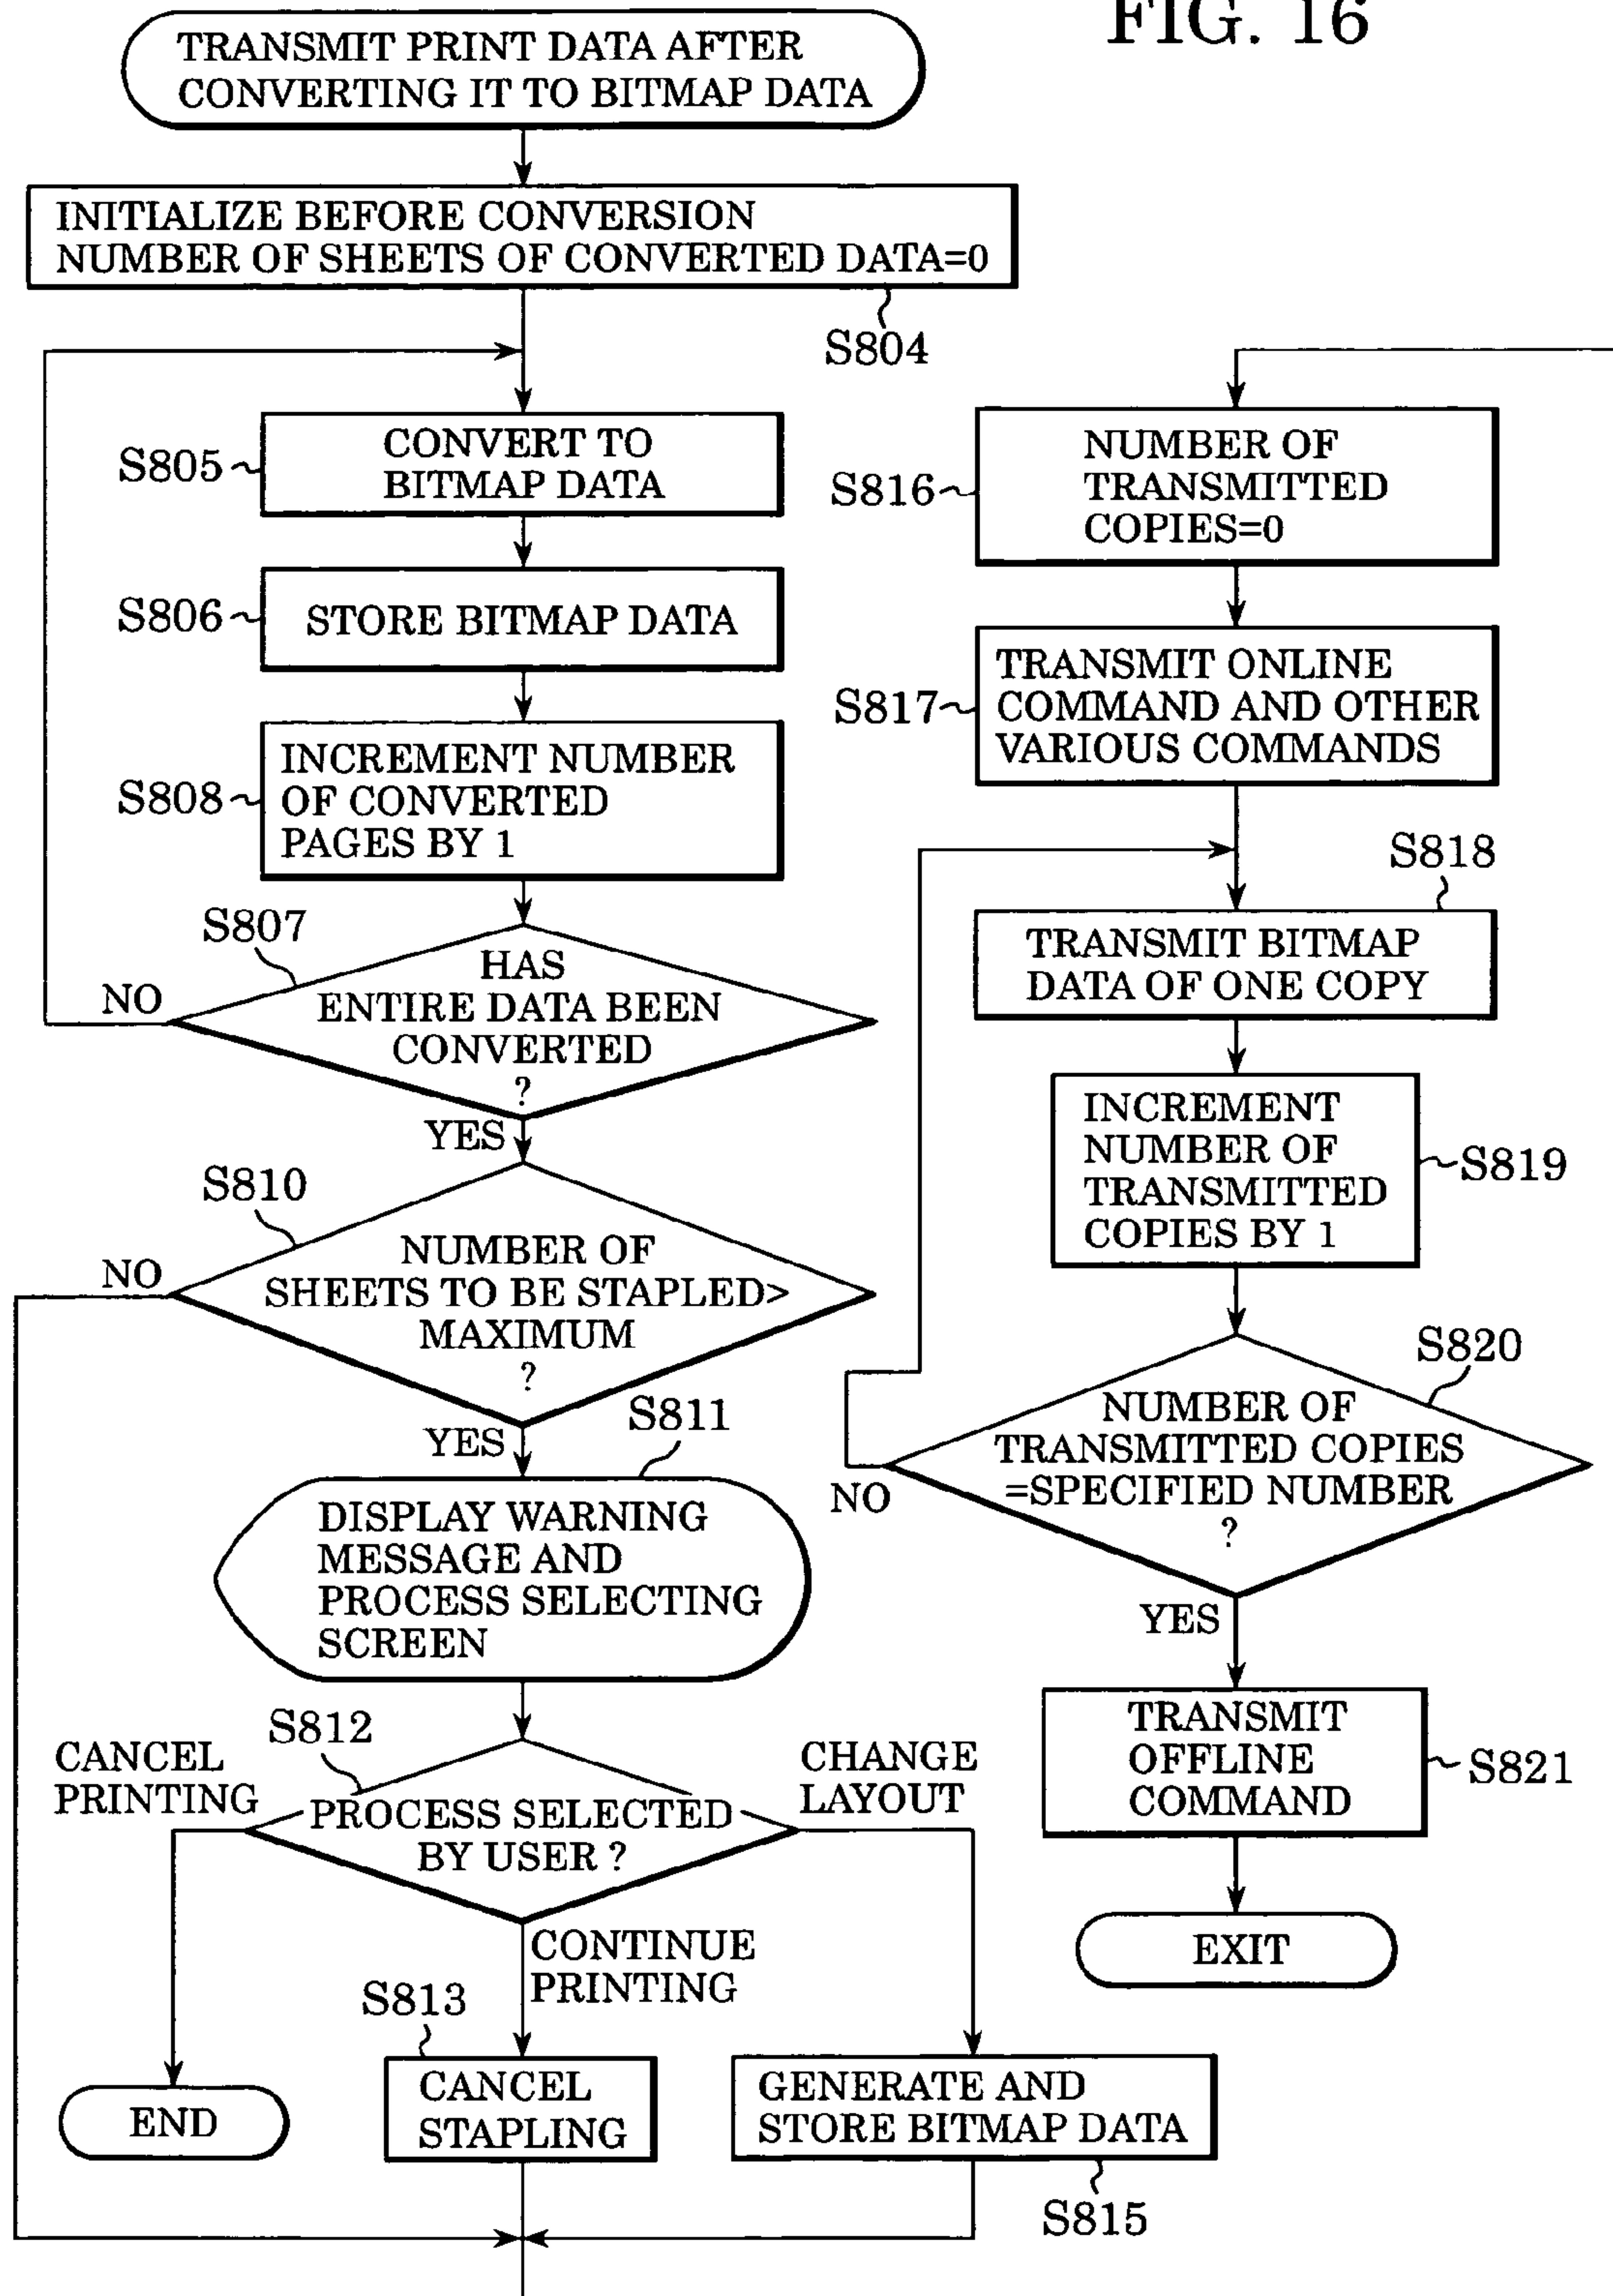 FIG. 16
TRANSMIT PRINT DATA AFTER
CONVERTING IT TO BITMAP DATA
INITIALIZE BEFORE CONVERSION
NUMBER OF SHEETS OF CONVERTED DATA=0
S804
S805
CONVERT TO
BITMAP DATA
S806
STORE BITMAP DATA
S808
INCREMENT NUMBER
OF CONVERTED
PAGES BY 1
S807
HAS
ENTIRE DATA BEEN
CONVERTED
?
NO
YES
S810
NUMBER OF
SHEETS TO BE STAPLED>
MAXIMUM
?
NO
YES
S811
DISPLAY WARNING
MESSAGE AND
PROCESS SELECTING
SCREEN
S812
PROCESS SELECTED
BY USER ?
CANCEL
PRINTING
CHANGE
LAYOUT
CONTINUE
PRINTING
END
S813
CANCEL
STAPLING
GENERATE AND
STORE BITMAP DATA
S815
S816
NUMBER OF
TRANSMITTED
COPIES=0
S817
TRANSMIT ONLINE
COMMAND AND OTHER
VARIOUS COMMANDS
S818
TRANSMIT BITMAP
DATA OF ONE COPY
INCREMENT
NUMBER OF
TRANSMITTED
COPIES BY 1
S819
S820
NUMBER OF
TRANSMITTED COPIES
=SPECIFIED NUMBER
?
NO
YES
TRANSMIT
OFFLINE
COMMAND
S821
EXIT